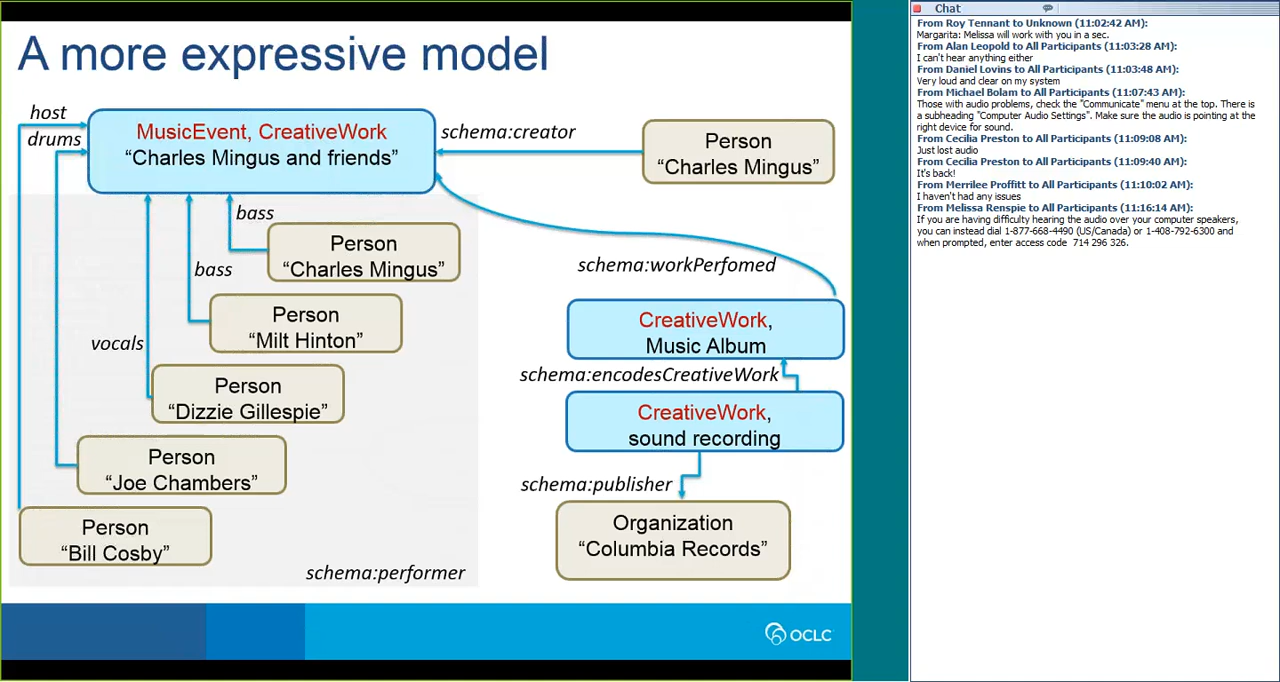 A more expressive model
host
drums
MusicEvent, CreativeWork
“Charles Mingus and friends”
schema:creator
Person
“Charles Mingus”
bass
Person
“Charles Mingus”
bass
Person
“Milt Hinton”
vocals
Person
“Dizzie Gillespie”
Person
“Joe Chambers”
Person
“Bill Cosby”
schema:performer
schema:workPerfomed
CreativeWork,
Music Album
schema:encodesCreativeWork
CreativeWork,
sound recording
schema:publisher
Organization
“Columbia Records”
OCLC
Chat
From Roy Tennant to Unknown (11:02:42 AM):
Margarita: Melissa will work with you in a sec.
From Alan Leopold to All Participants (11:03:28 AM):
I can't hear anything either
From Daniel Lovins to All Participants (11:03:48 AM):
Very loud and clear on my system
From Michael Bolam to All Participants (11:07:43 AM):
Those with audio problems, check the "Communicate" menu at the top. There is
a subheading "Computer Audio Settings". Make sure the audio is pointing at the
right device for sound.
From Cecilia Preston to All Participants (11:09:08 AM):
Just lost audio
From Cecilia Preston to All Participants (11:09:40 AM):
It's back!
From Merrilee Proffitt to All Participants (11:10:02 AM):
I haven't had any issues
From Melissa Renspie to All Participants (11:16:14 AM):
If you are having difficulty hearing the audio over your computer speakers,
you can instead dial 1-877-668-4490 (US/Canada) or 1-408-792-6300 and
when prompted, enter access code 714 296 326.